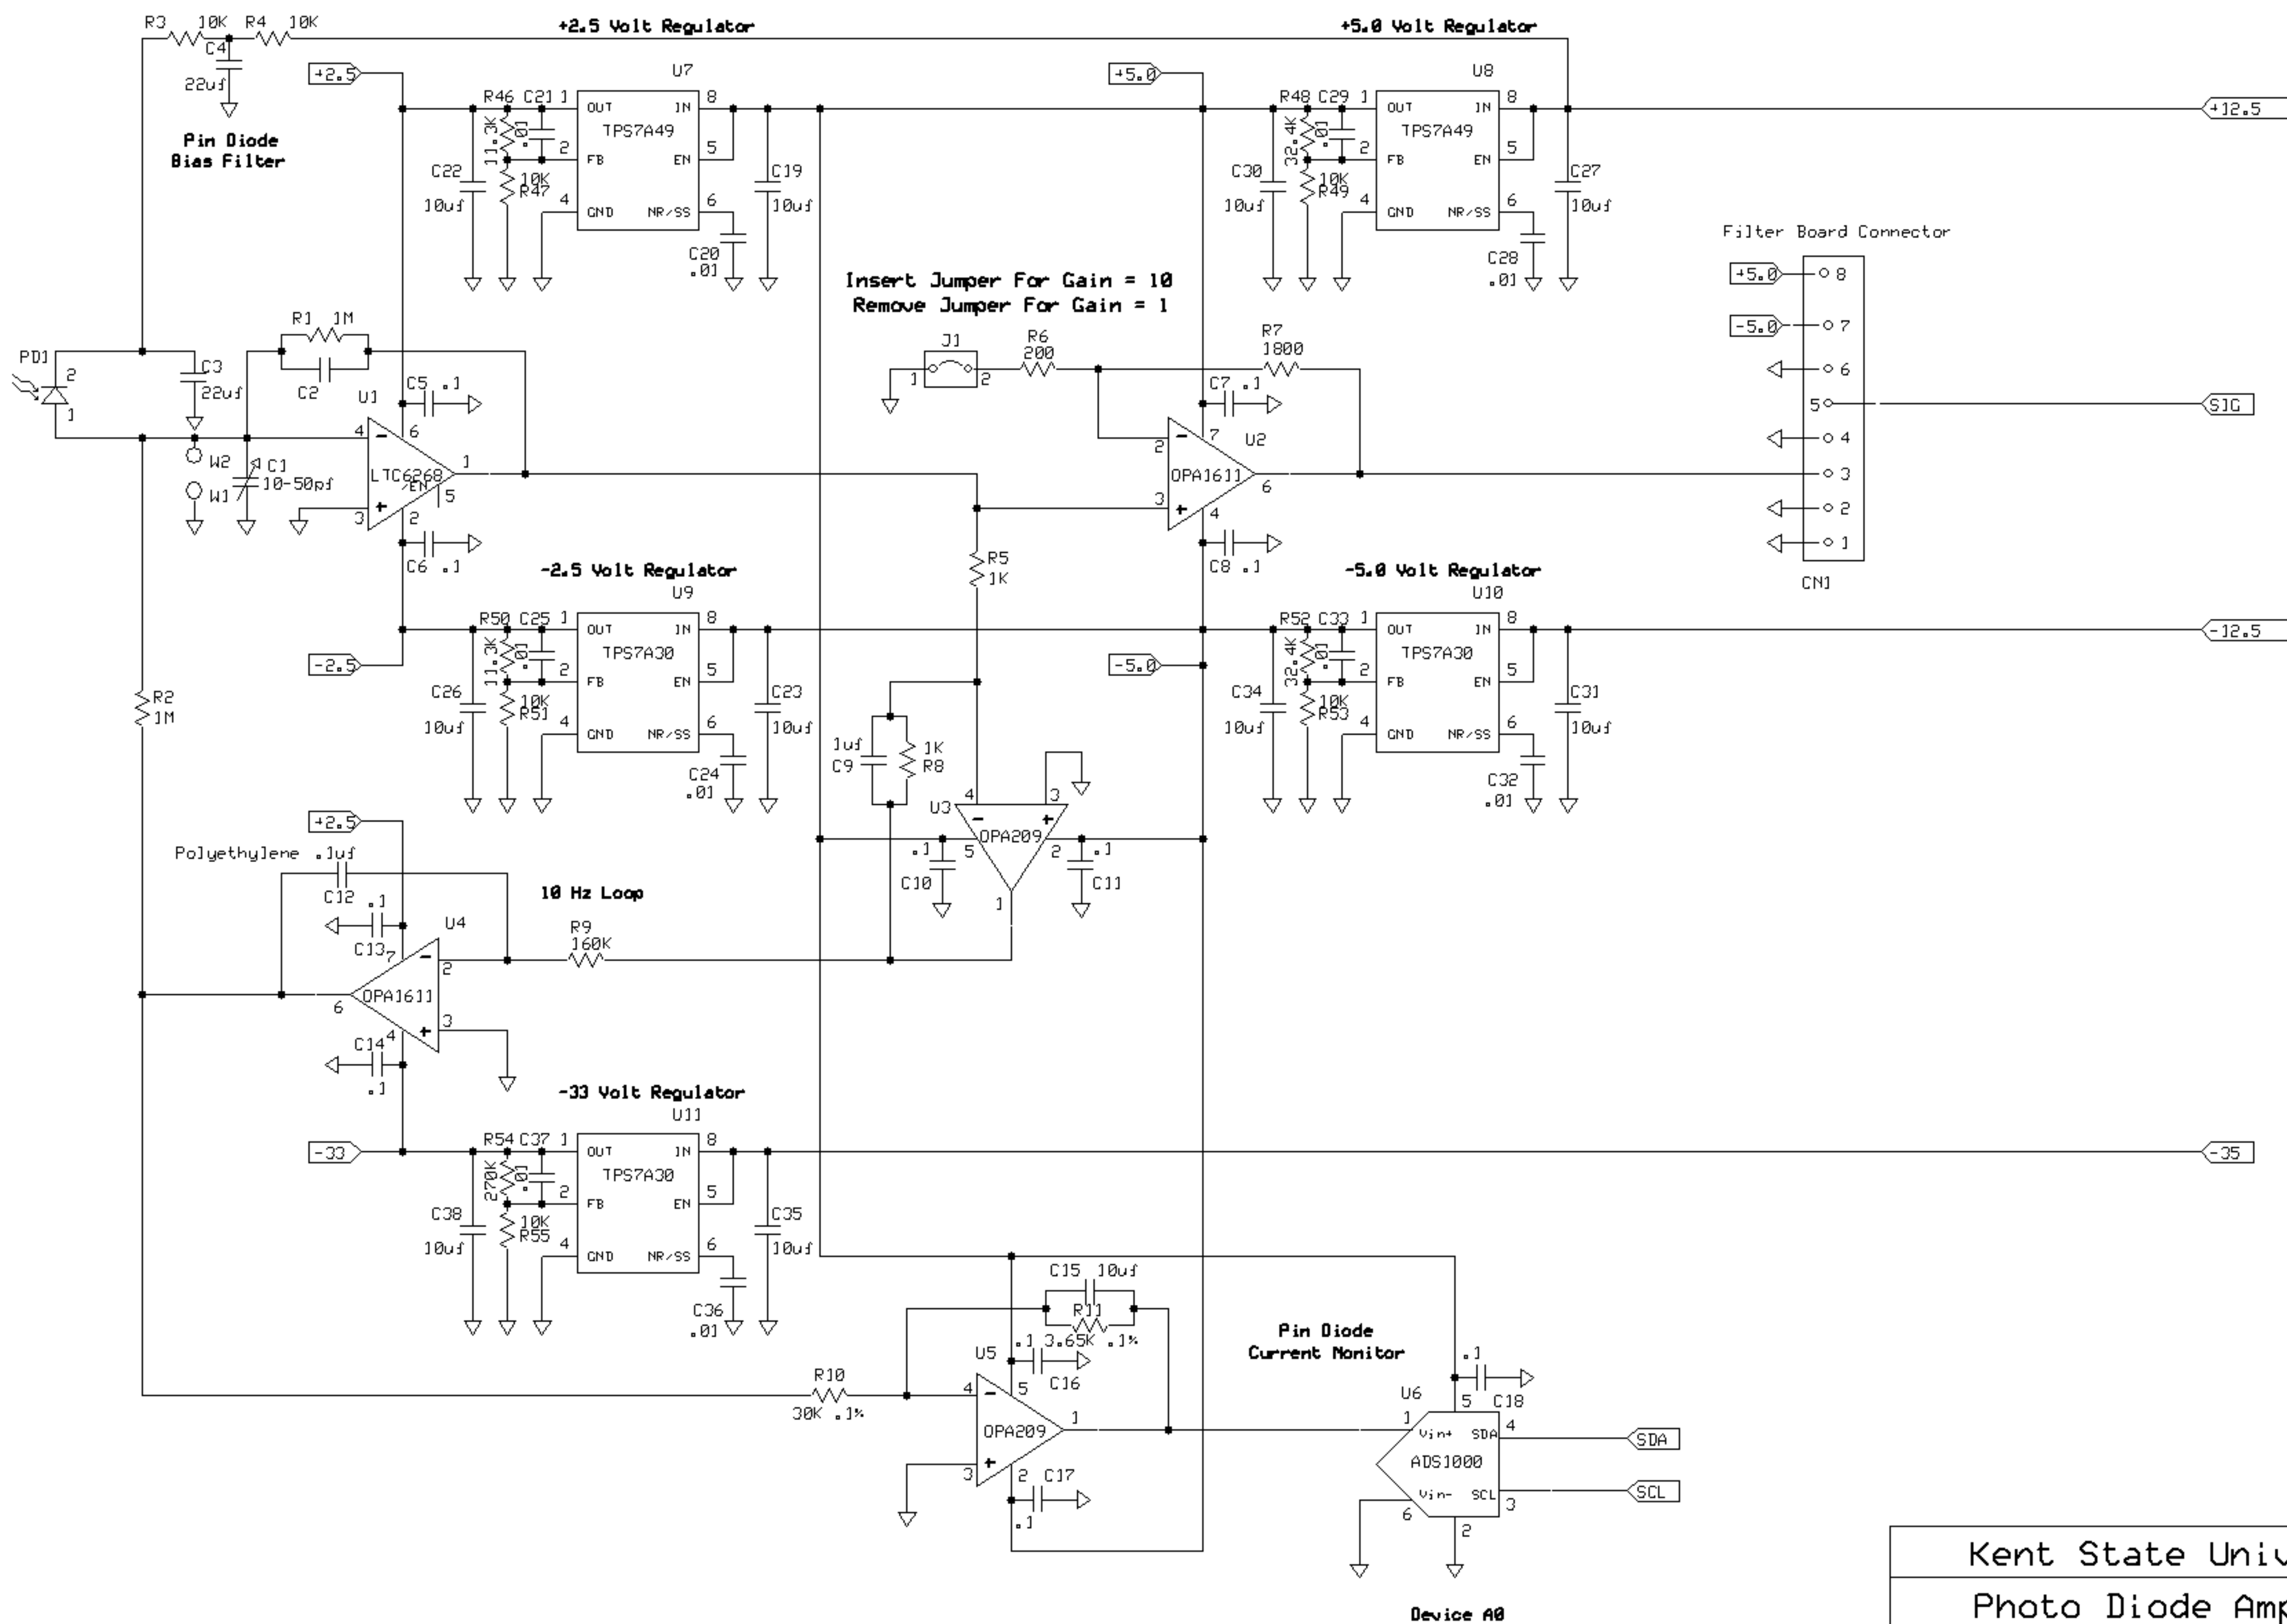 R3 10K R4 10K
C4
22uf
Pin Diode
Bias Filter
+2.5 Volt Regulator
+2.5
U7
R46 C21 1
OUT IN 8
TPS7A49
11.3K .01
2 FB EN 5
10K
R47
4 GND NR/SS 6
C22
10uf
C19
10uf
C20
.01
+5.0 Volt Regulator
+5.0
U8
R48 C29 1
OUT IN 8
TPS7A49
32.4K .01
2 FB EN 5
10K
R49
4 GND NR/SS 6
C30
10uf
C27
10uf
C28
.01
+12.5
Filter Board Connector
+5.0 8
-5.0 7
6
5 SIG
4
3
2
1
CN1
Insert Jumper For Gain = 10
Remove Jumper For Gain = 1
J1
1 2
R6
200
R7
1800
R1 1M
C2
PD1
2
1
C3
22uf
U1
C5 .1
4 6
LTC6268
/EN
1
5
3 2
W2
W1
C1
10-50pf
C6 .1
C7 .1
2 7 U2
OPA1611
3 6
4
C8 .1
R5
1K
-2.5 Volt Regulator
U9
R50 C25 1
OUT IN 8
TPS7A30
11.3K .01
2 FB EN 5
10K
R51
4 GND NR/SS 6
-2.5
C26
10uf
C23
10uf
C24
.01
-5.0 Volt Regulator
U10
R52 C33 1
OUT IN 8
TPS7A30
32.4K .01
2 FB EN 5
10K
R53
4 GND NR/SS 6
-5.0
C34
10uf
C31
10uf
C32
.01
-12.5
R2
1M
1uf
C9
1K
R8
U3 4 3
OPA209
5 2
.1
C10
.1
C11
1
+2.5
Polyethylene .1uf
C12
.1
C13
10 Hz Loop
R9
160K
U4
7 2
OPA1611
6
4 3
C14
.1
-33 Volt Regulator
U11
R54 C37 1
OUT IN 8
TPS7A30
270K .01
2 FB EN 5
10K
R55
4 GND NR/SS 6
-33
C38
10uf
C35
10uf
C36
.01
-35
C15 10uf
R11
3.65K .1%
.1
C16
U5
R10
30K .1%
4 5
OPA209
1
3 2
C17
.1
Pin Diode
Current Monitor
.1
C18
U6
1 5
Vin+ SDA 4
ADS1000
Vin- SCL 3
6 2
SDA
SCL
Device A0
Kent State Univ
Photo Diode Amp